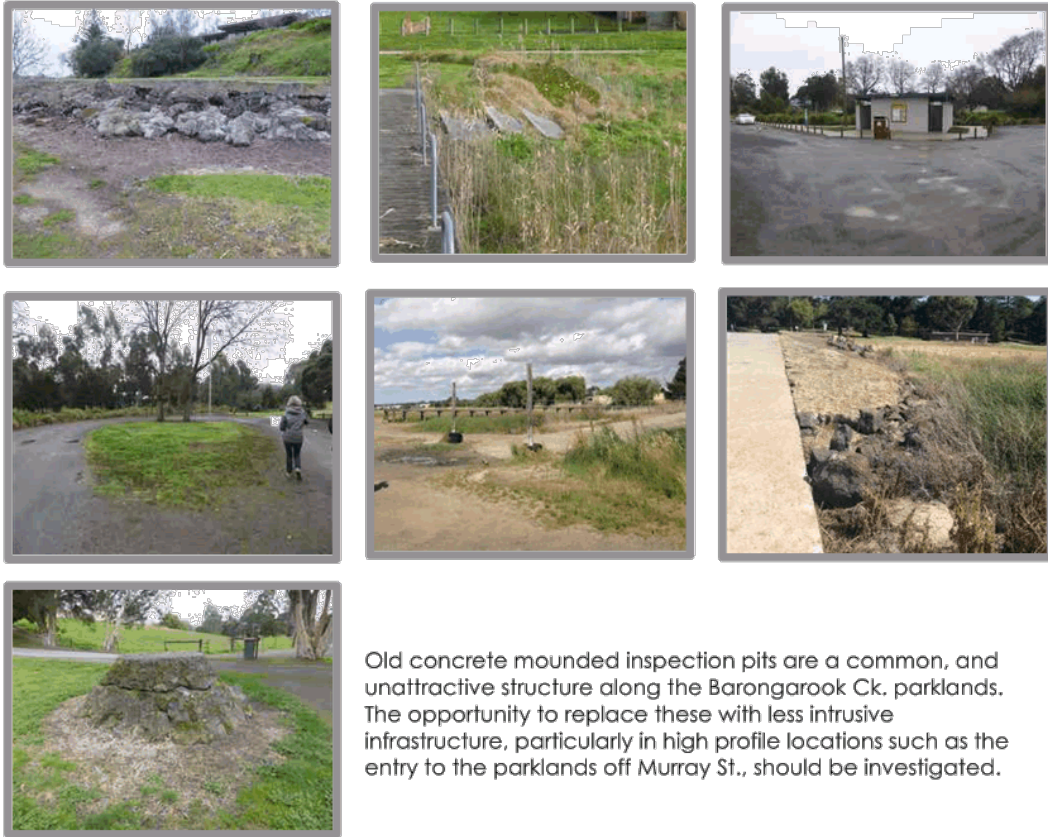 Old concrete mounded inspection pits are a common, and
unattractive structure along the Barongarook Ck. parklands.
The opportunity to replace these with less intrusive
infrastructure, particularly in high profile locations such as the
entry to the parklands off Murray St., should be investigated.